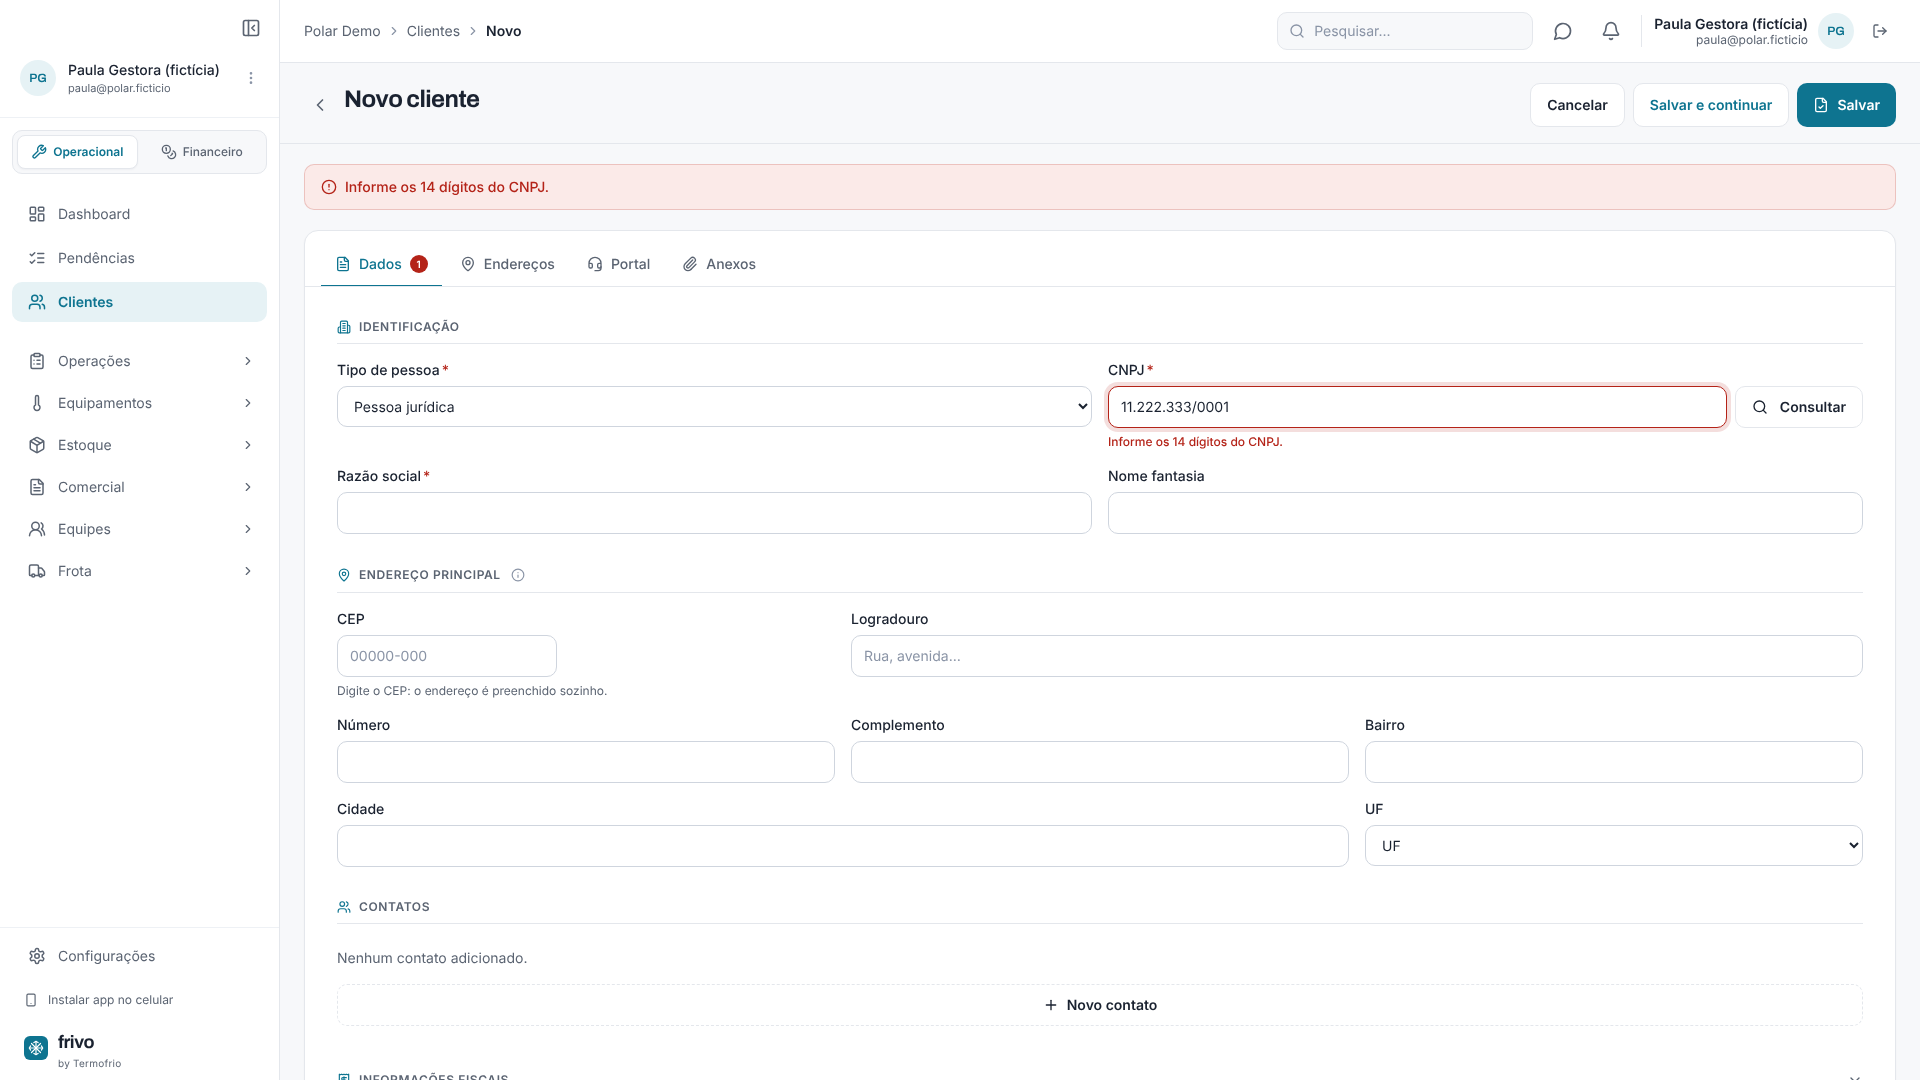 Polar Demo > Clientes > Novo
Pesquisar...
Paula Gestora (fictícia)
paula@polar.ficticio
PG
PG
Paula Gestora (fictícia)
paula@polar.ficticio
Operacional
Financeiro
Dashboard
Pendências
Clientes
Operações
Equipamentos
Estoque
Comercial
Equipes
Frota
Configurações
Instalar app no celular
frivo
by Termofrio
Novo cliente
Cancelar
Salvar e continuar
Salvar
Informe os 14 dígitos do CNPJ.
Dados 1
Endereços
Portal
Anexos
IDENTIFICAÇÃO
Tipo de pessoa*
CNPJ*
Pessoa jurídica
11.222.333/0001
Consultar
Informe os 14 dígitos do CNPJ.
Razão social*
Nome fantasia
ENDEREÇO PRINCIPAL
CEP
Logradouro
00000-000
Rua, avenida...
Digite o CEP: o endereço é preenchido sozinho.
Número
Complemento
Bairro
Cidade
UF
UF
CONTATOS
Nenhum contato adicionado.
+ Novo contato
INFORMAÇÕES FISCAIS